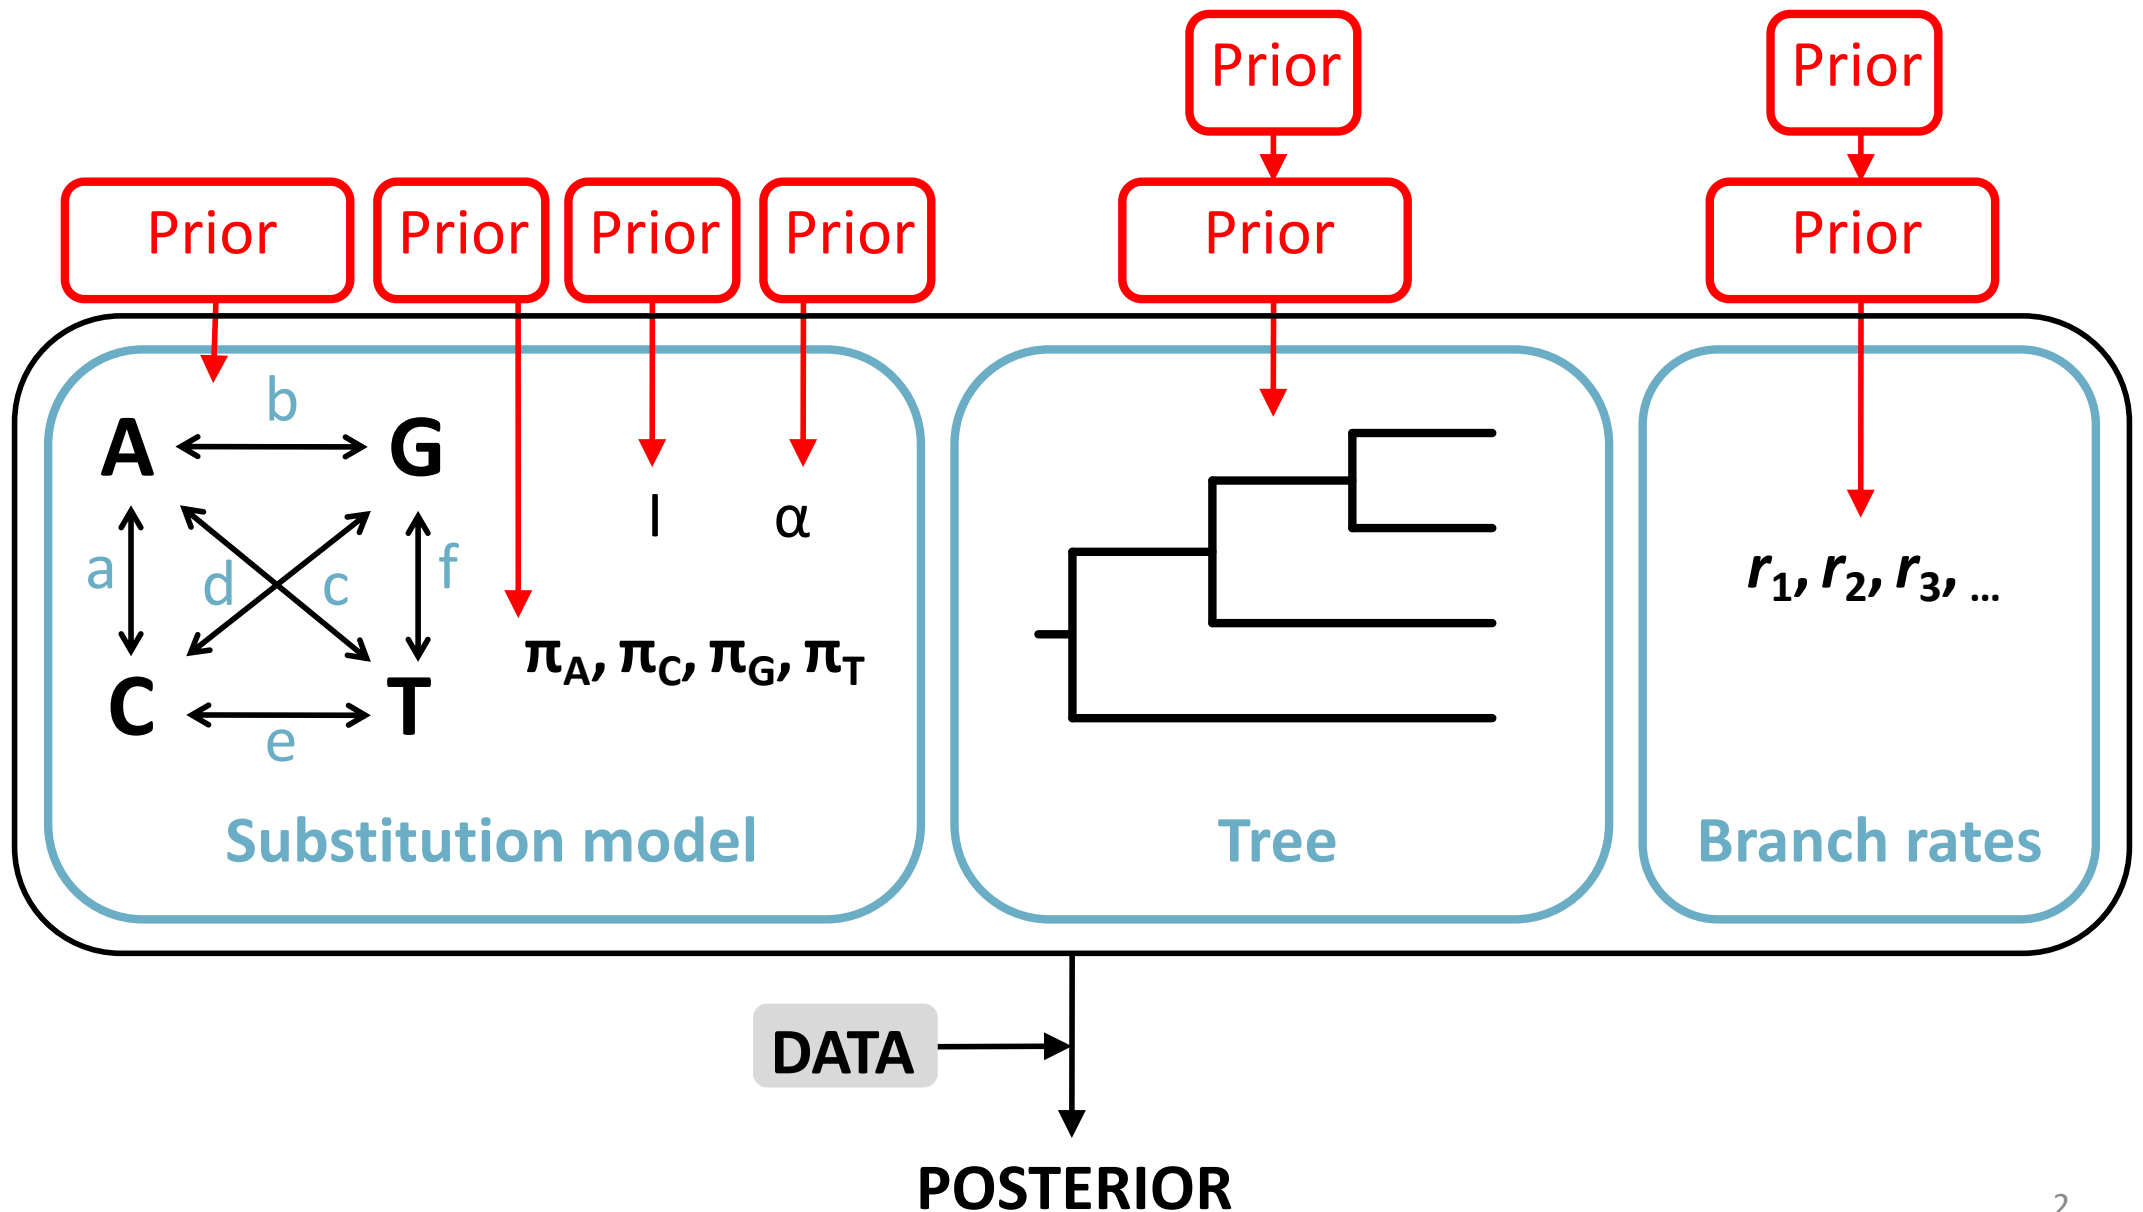 Prior Prior
Prior Prior Prior Prior Prior Prior
b
A G
I α
a d c f
r1, r2, r3, ...
πA, πC, πG, πT
C T
e
Substitution model Tree Branch rates
DATA
POSTERIOR
2